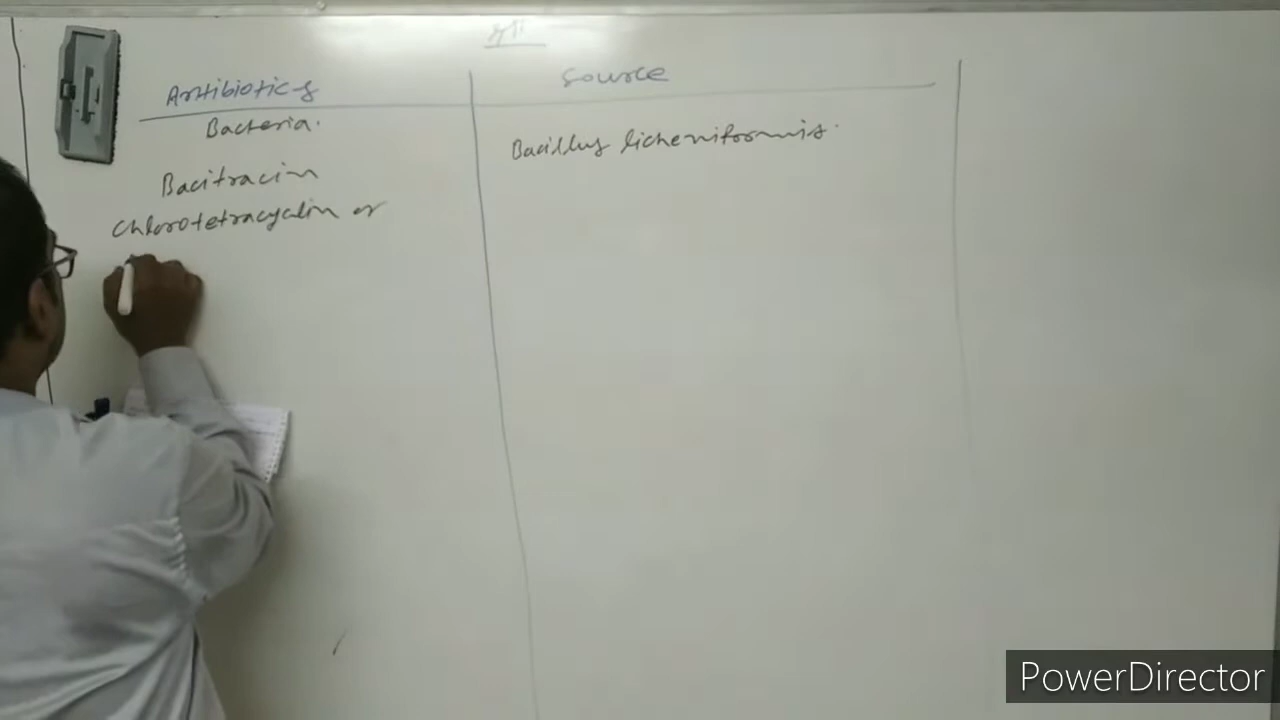 Antibiotics
Source
Bacteria.
Bacillus licheniformis.
Bacitracin
Chlorotetracyclin or
PowerDirector